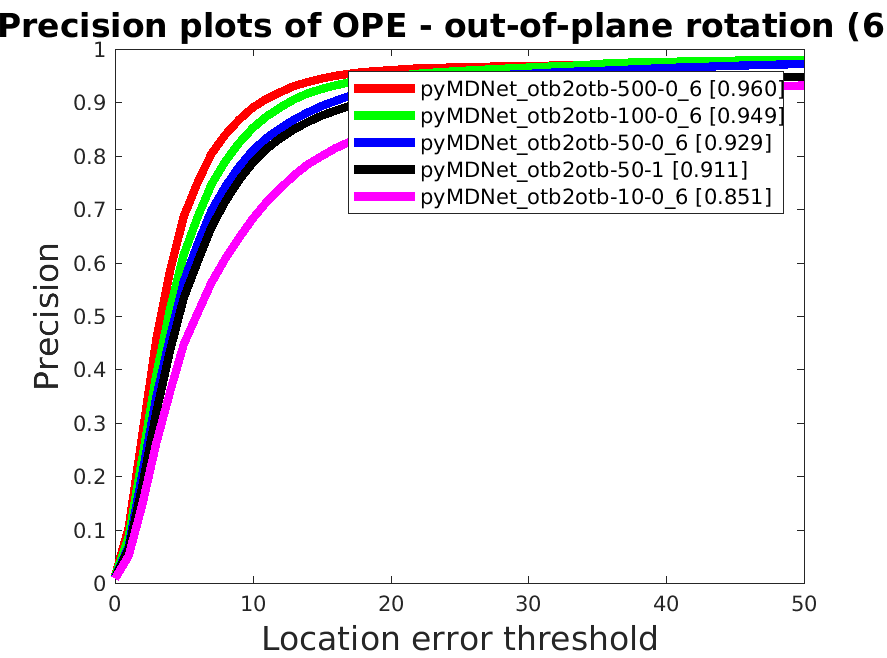 Precision plots of OPE - out-of-plane rotation (6
1
0.9
0.8
0.7
0.6
0.5
0.4
0.3
0.2
0.1
0
Precision
pyMDNet_otb2otb-500-0_6 [0.960]
pyMDNet_otb2otb-100-0_6 [0.949]
pyMDNet_otb2otb-50-0_6 [0.929]
pyMDNet_otb2otb-50-1 [0.911]
pyMDNet_otb2otb-10-0_6 [0.851]
0 10 20 30 40 50
Location error threshold